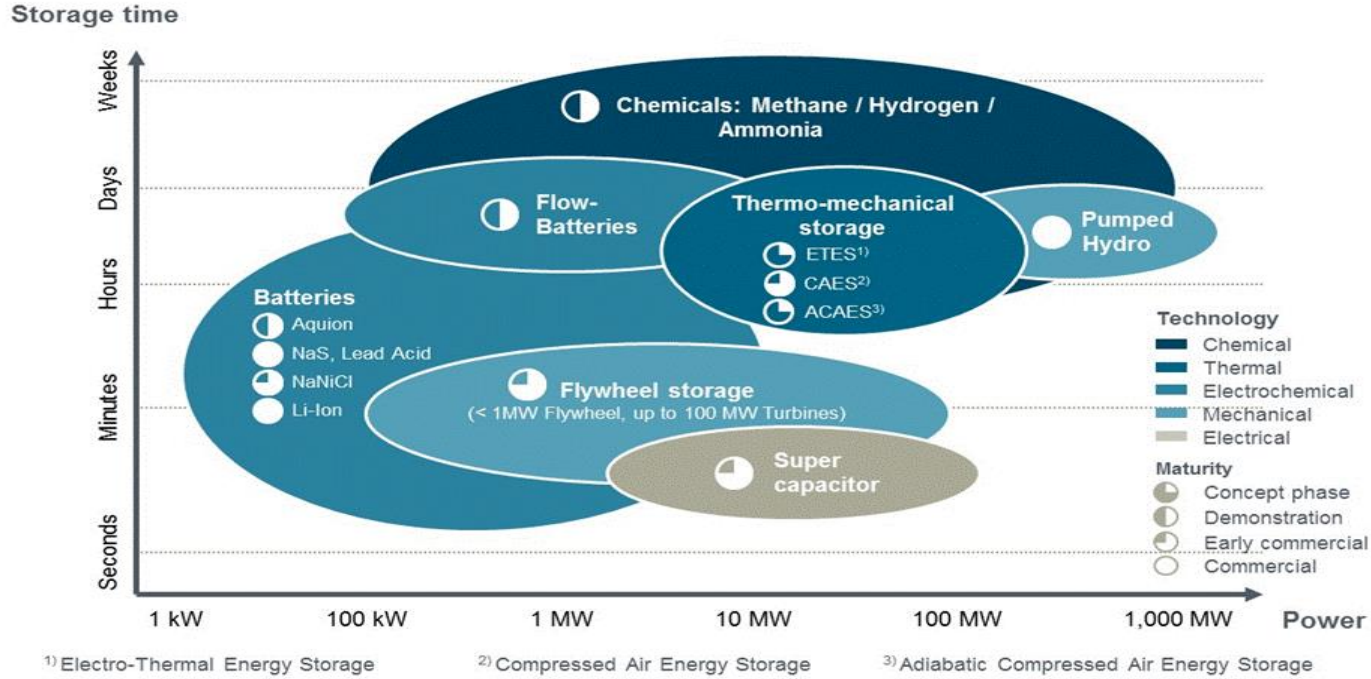 Storage time
Weeks
Days
Hours
Minutes
Seconds
Chemicals: Methane / Hydrogen /
Ammonia
Flow-
Batteries
Thermo-mechanical
storage
ETES1)
CAES2)
ACAES3)
Pumped
Hydro
Batteries
Aquion
NaS, Lead Acid
NaNiCl
Li-Ion
Flywheel storage
(< 1MW Flywheel, up to 100 MW Turbines)
Super
capacitor
Technology
Chemical
Thermal
Electrochemical
Mechanical
Electrical
Maturity
Concept phase
Demonstration
Early commercial
Commercial
1 kW
100 kW
1 MW
10 MW
100 MW
1,000 MW
Power
1) Electro-Thermal Energy Storage
2) Compressed Air Energy Storage
3) Adiabatic Compressed Air Energy Storage